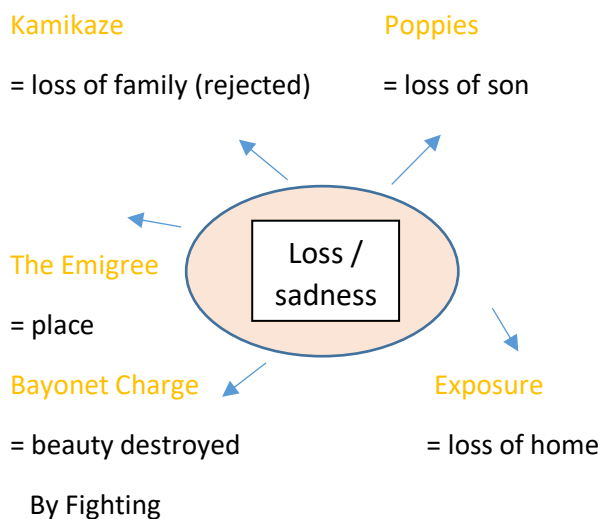 Kamikaze
= loss of family (rejected)
Poppies
= loss of son
Loss /
sadness
The Emigree
= place
Bayonet Charge
= beauty destroyed
By Fighting
Exposure
= loss of home